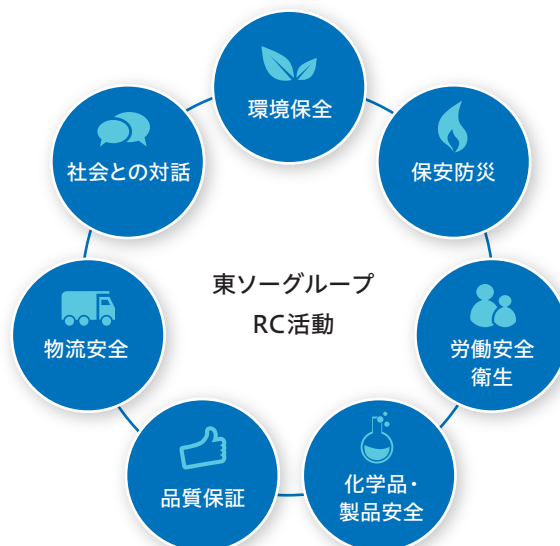 環境保全
保安防災
労働安全
衛生
化学品・
製品安全
品質保証
物流安全
社会との対話
東ソーグループ
RC活動